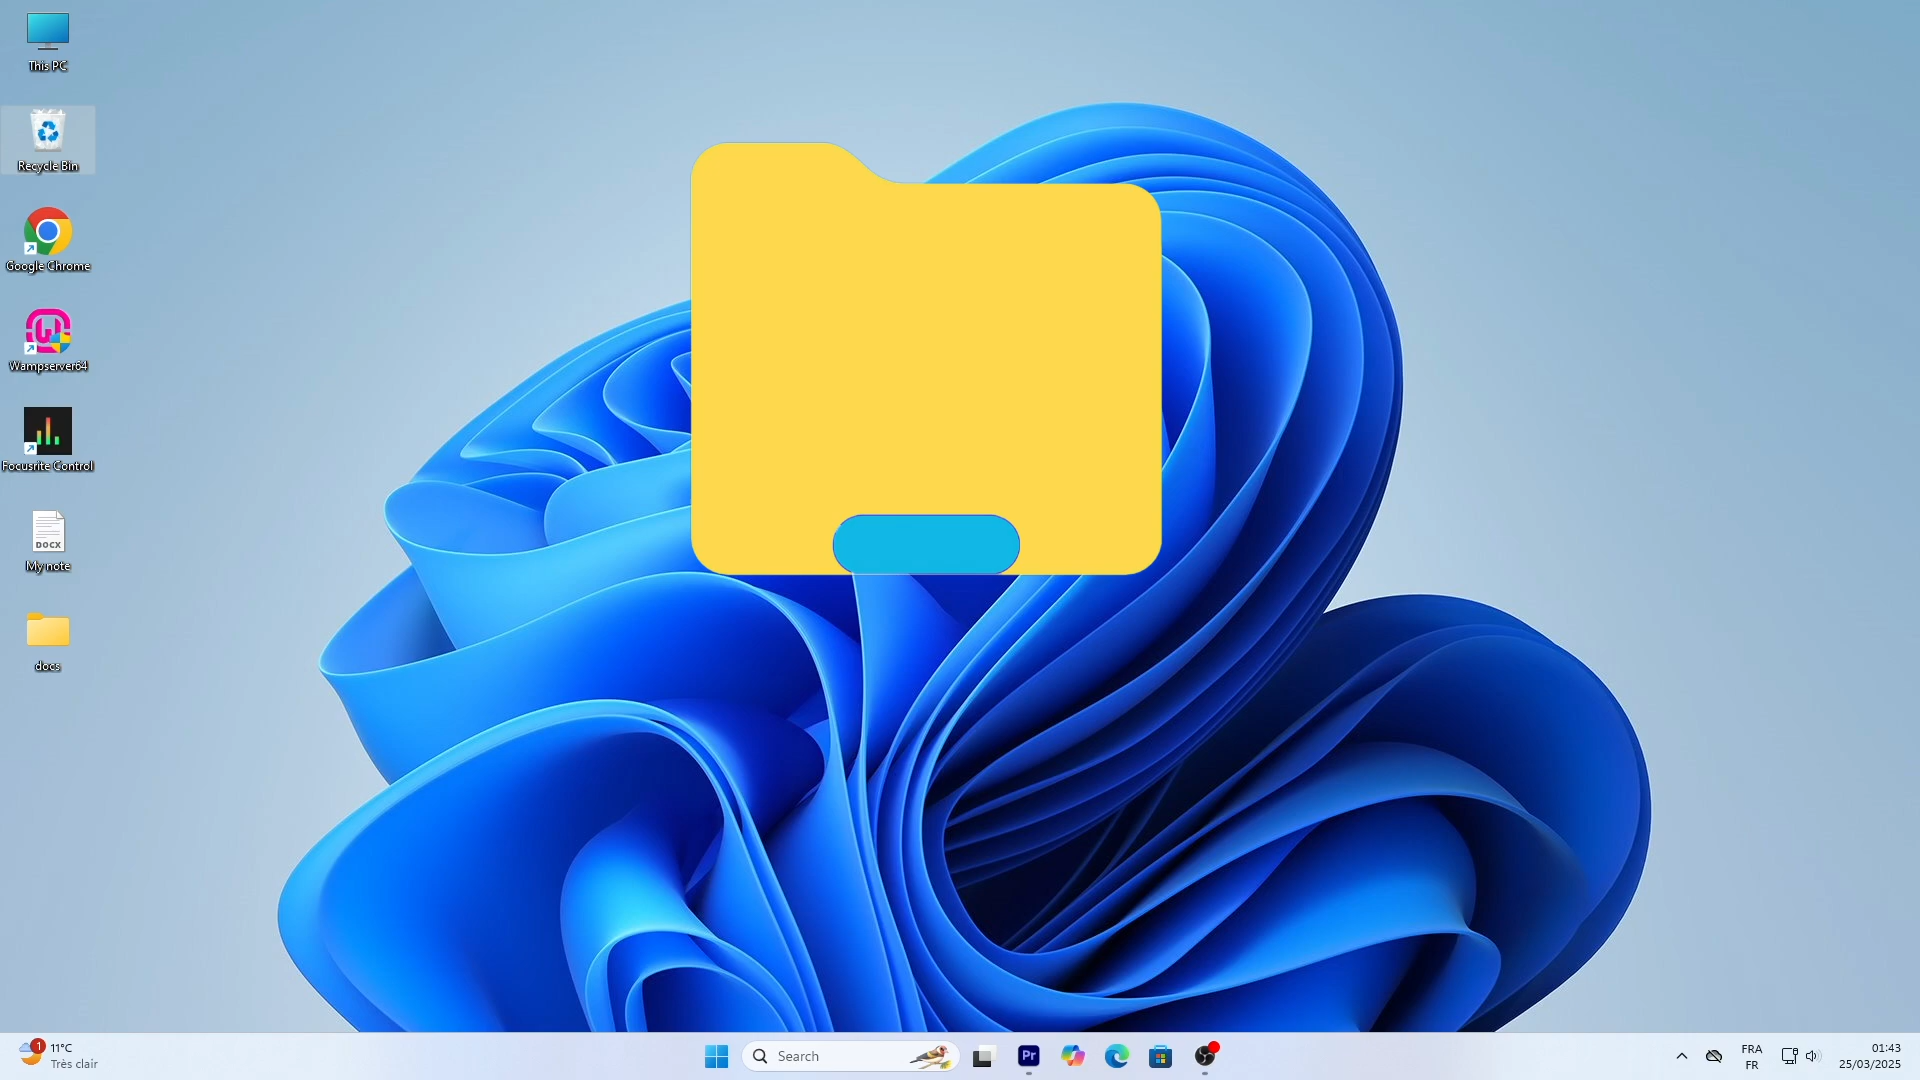 This PC
Recycle Bin
Google Chrome
Wampserver64
Focusrite Control
DOCX
My note
docs
1
11°C
Très clair
Search
Pr
FRA
FR
01:43
25/03/2025